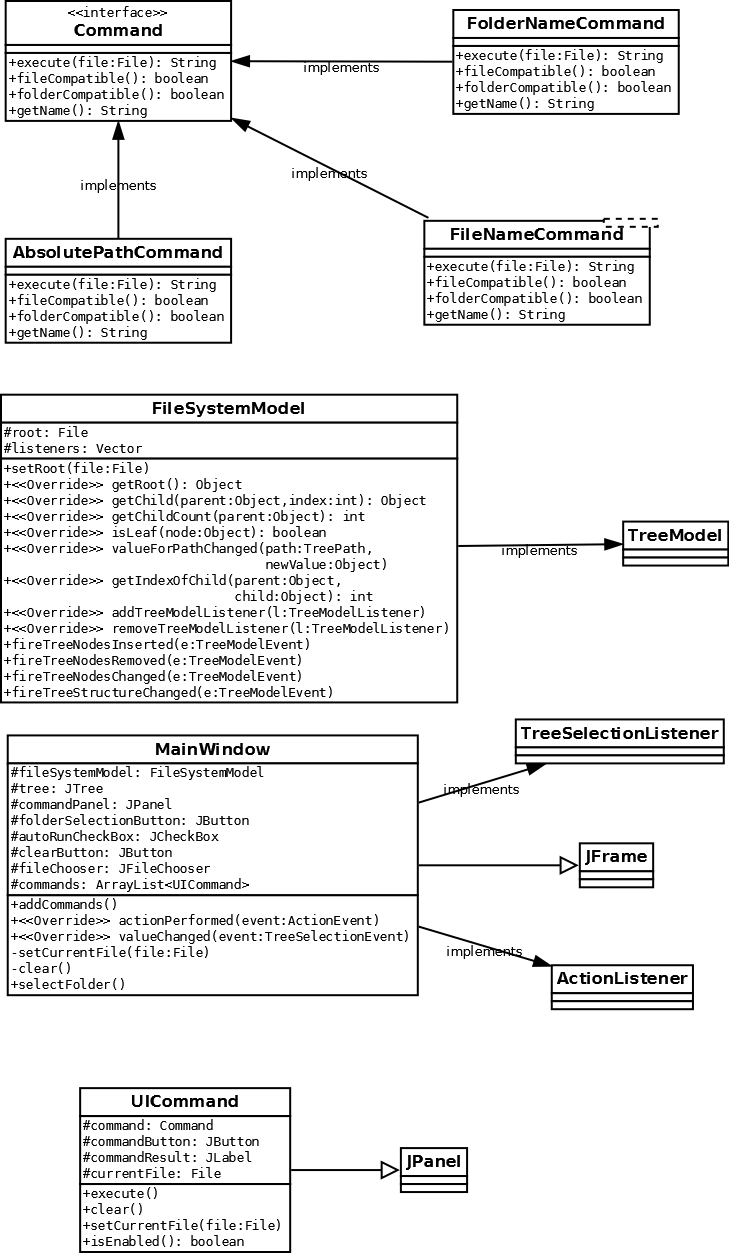 <<interface>>
Command
+execute(file:File): String
+fileCompatible(): boolean
+folderCompatible(): boolean
+getName(): String
implements
FolderNameCommand
+execute(file:File): String
+fileCompatible(): boolean
+folderCompatible(): boolean
+getName(): String
implements
implements
AbsolutePathCommand
+execute(file:File): String
+fileCompatible(): boolean
+folderCompatible(): boolean
+getName(): String
FileNameCommand
+execute(file:File): String
+fileCompatible(): boolean
+folderCompatible(): boolean
+getName(): String
FileSystemModel
#root: File
#listeners: Vector
+setRoot(file:File)
+<<Override>> getRoot(): Object
+<<Override>> getChild(parent:Object,index:int): Object
+<<Override>> getChildCount(parent:Object): int
+<<Override>> isLeaf(node:Object): boolean
+<<Override>> valueForPathChanged(path:TreePath,
newValue:Object)
+<<Override>> getIndexOfChild(parent:Object,
child:Object): int
+<<Override>> addTreeModelListener(l:TreeModelListener)
+<<Override>> removeTreeModelListener(l:TreeModelListener)
+fireTreeNodesInserted(e:TreeModelEvent)
+fireTreeNodesRemoved(e:TreeModelEvent)
+fireTreeNodesChanged(e:TreeModelEvent)
+fireTreeStructureChanged(e:TreeModelEvent)
implements
TreeModel
MainWindow
#fileSystemModel: FileSystemModel
#tree: JTree
#commandPanel: JPanel
#folderSelectionButton: JButton
#autoRunCheckBox: JCheckBox
#clearButton: JButton
#fileChooser: JFileChooser
#commands: ArrayList<UICommand>
+addCommands()
+<<Override>> actionPerformed(event:ActionEvent)
+<<Override>> valueChanged(event:TreeSelectionEvent)
-setCurrentFile(file:File)
-clear()
+selectFolder()
implements
TreeSelectionListener
JFrame
implements
ActionListener
UICommand
#command: Command
#commandButton: JButton
#commandResult: JLabel
#currentFile: File
+execute()
+clear()
+setCurrentFile(file:File)
+isEnabled(): boolean
JPanel